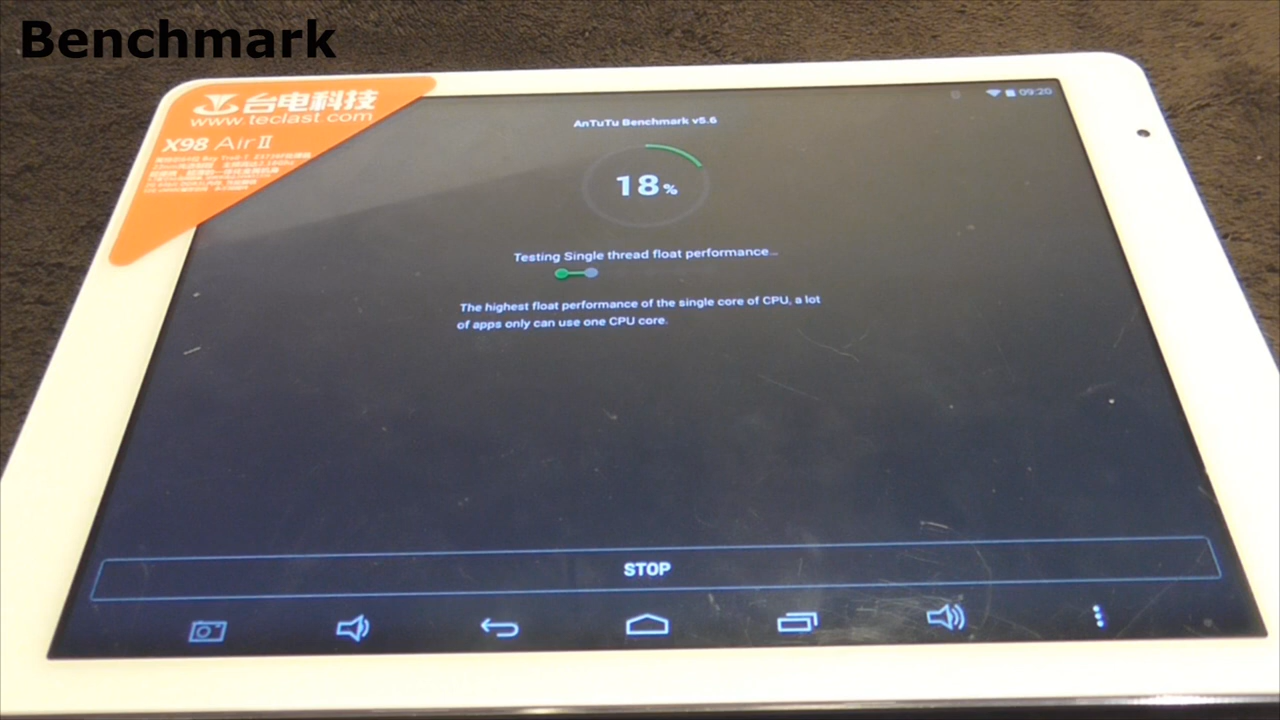 Benchmark
台电科技
www.teclast.com
X98 Air II
09:20
AnTuTu Benchmark v5.6
18%
Testing Single thread float performance...
The highest float performance of the single core of CPU, a lot
of apps only can use one CPU core.
STOP